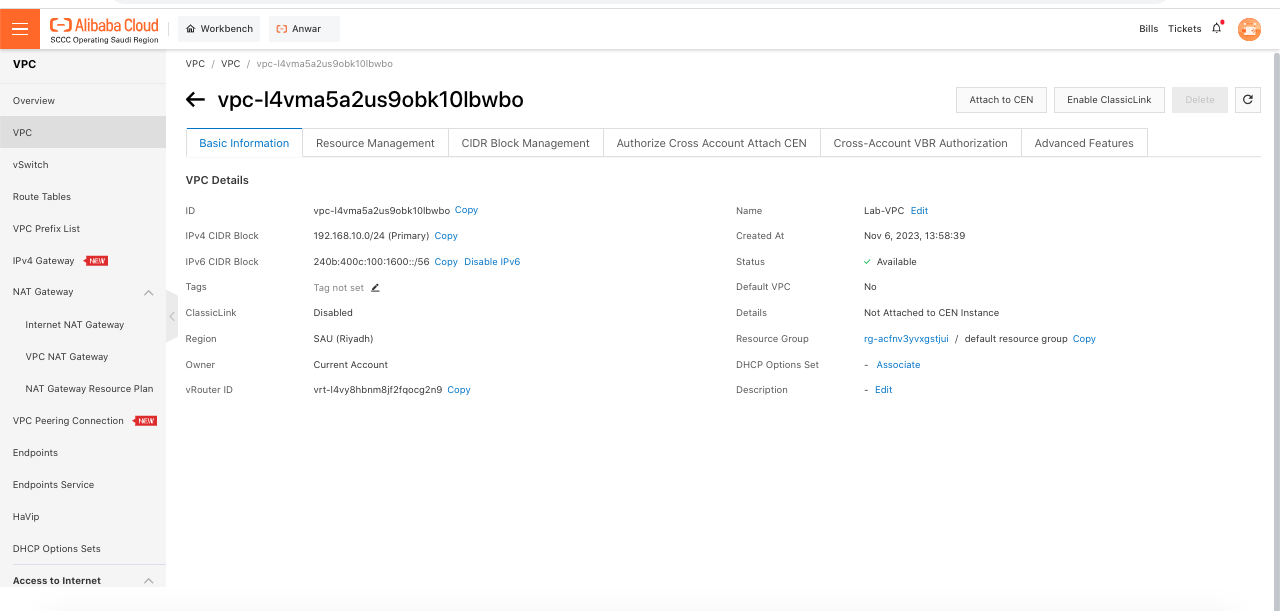 Alibaba Cloud
SCCC Operating Saudi Region
Workbench
Anwar
Bills Tickets
VPC
Overview
VPC
vSwitch
Route Tables
VPC Prefix List
IPv4 Gateway NEW
NAT Gateway
Internet NAT Gateway
VPC NAT Gateway
NAT Gateway Resource Plan
VPC Peering Connection NEW
Endpoints
Endpoints Service
HaVip
DHCP Options Sets
Access to Internet
VPC / VPC / vpc-l4vma5a2us9obk10lbwbo
vpc-l4vma5a2us9obk10lbwbo
Attach to CEN Enable ClassicLink Delete
Basic Information Resource Management CIDR Block Management Authorize Cross Account Attach CEN Cross-Account VBR Authorization Advanced Features
VPC Details
ID vpc-l4vma5a2us9obk10lbwbo Copy Name Lab-VPC Edit
IPv4 CIDR Block 192.168.10.0/24 (Primary) Copy Created At Nov 6, 2023, 13:58:39
IPv6 CIDR Block 240b:400c:100:1600::/56 Copy Disable IPv6 Status Available
Tags Tag not set Default VPC No
ClassicLink Disabled Details Not Attached to CEN Instance
Region SAU (Riyadh) Resource Group rg-acfnv3yvxgstjui / default resource group Copy
Owner Current Account DHCP Options Set - Associate
vRouter ID vrt-l4vy8hbnm8jf2fqocg2n9 Copy Description - Edit